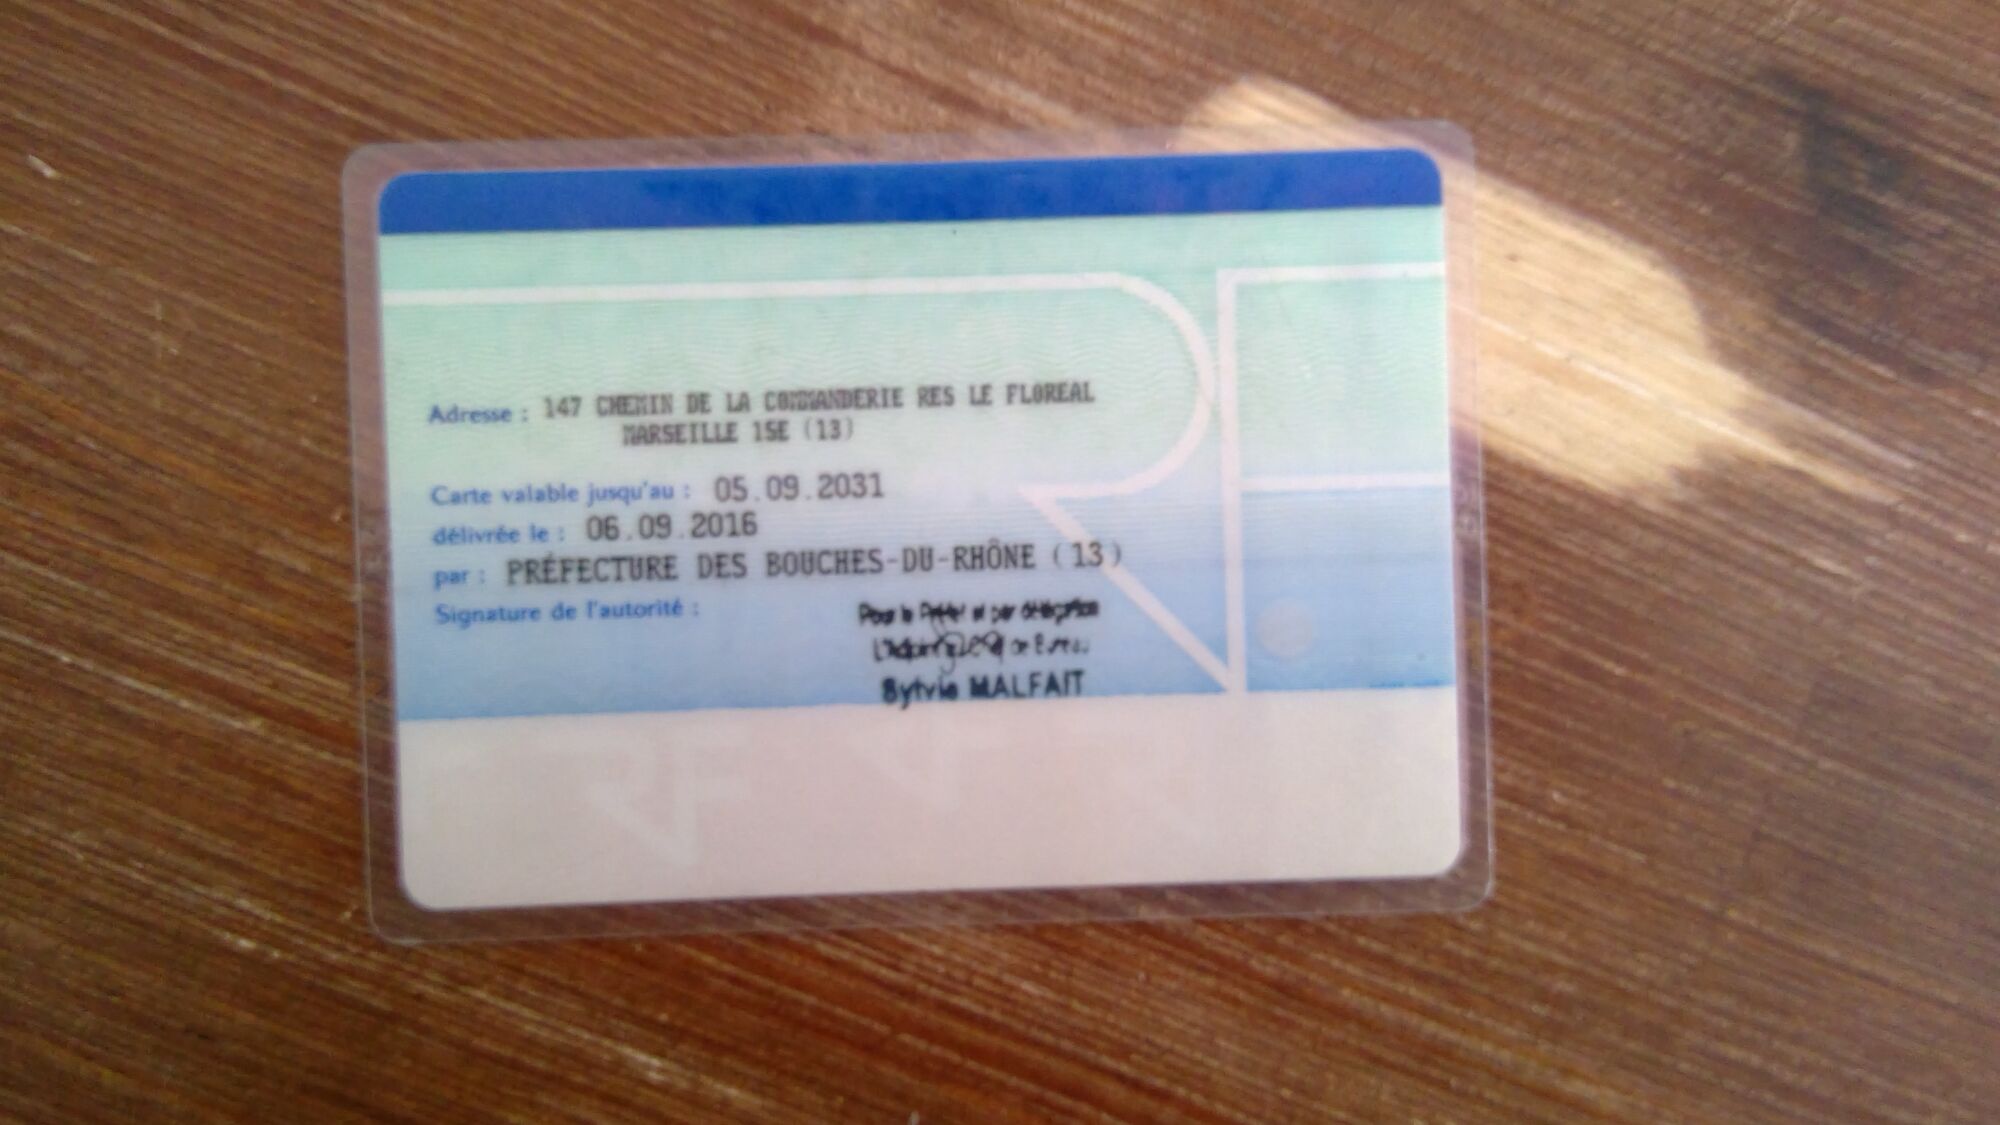 Adresse : 147 CHEMIN DE LA COMMANDERIE RES LE FLOREAL
MARSEILLE 15E (13)
Carte valable jusqu'au : 05.09.2031
délivrée le : 06.09.2016
par : PRÉFECTURE DES BOUCHES-DU-RHÔNE (13)
Signature de l'autorité :
Pour le Préfet et par délégation
Sylvie MALFAIT
RF